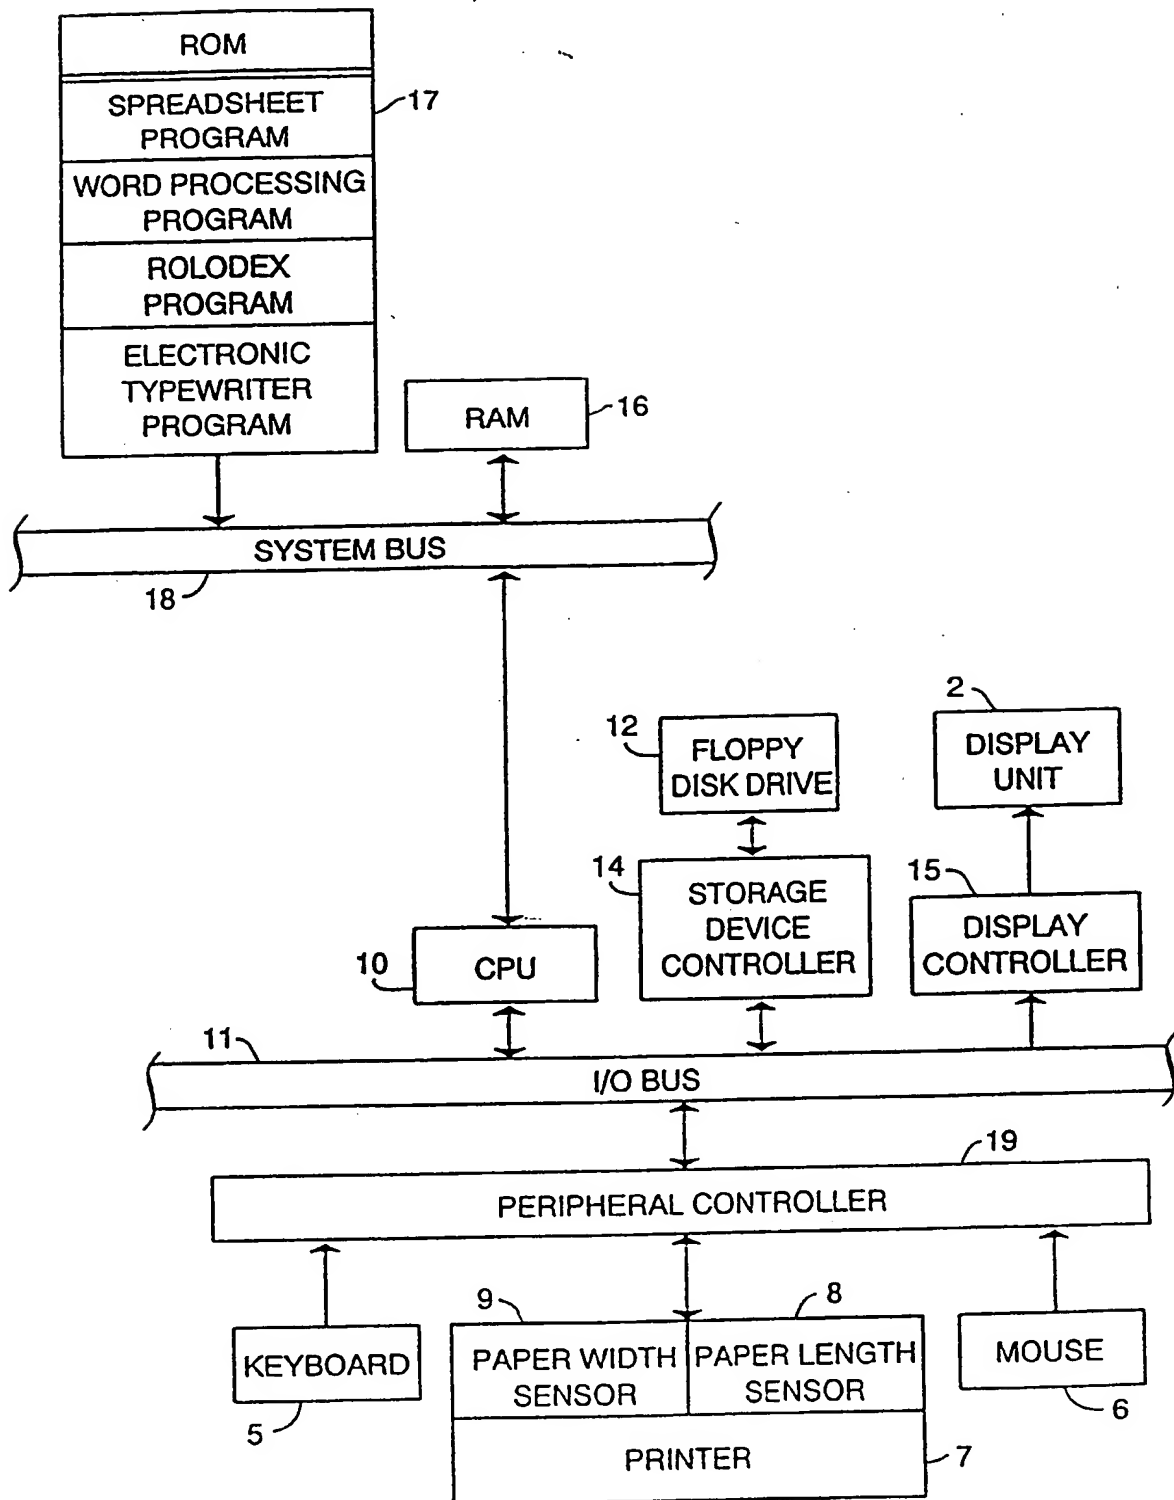 ROM
SPREADSHEET
PROGRAM
17
WORD PROCESSING
PROGRAM
ROLODEX
PROGRAM
ELECTRONIC
TYPEWRITER
PROGRAM
RAM
16
SYSTEM BUS
18
2
12
FLOPPY
DISK DRIVE
DISPLAY
UNIT
14
STORAGE
DEVICE
CONTROLLER
15
DISPLAY
CONTROLLER
10
CPU
11
I/O BUS
19
PERIPHERAL CONTROLLER
9
8
KEYBOARD
5
PAPER WIDTH
SENSOR
PAPER LENGTH
SENSOR
MOUSE
6
PRINTER
7